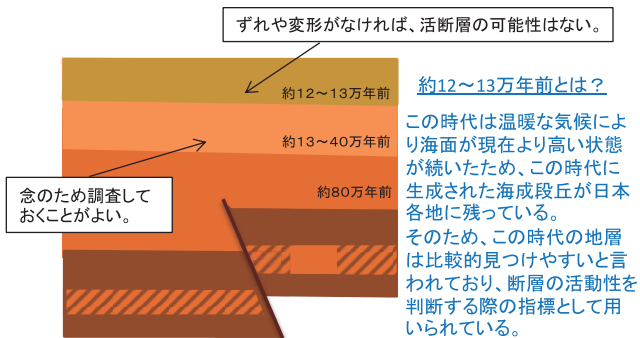 ずれや変形がなければ、活断層の可能性はない。
約12～13万年前
約13～40万年前
約80万年前
念のため調査して
おくことがよい。
約12～13万年前とは？
この時代は温暖な気候によ
り海面が現在より高い状態
が続いたため、この時代に
生成された海成段丘が日本
各地に残っている。
そのため、この時代の地層
は比較的見つけやすいと言
われており、断層の活動性を
判断する際の指標として用
いられている。